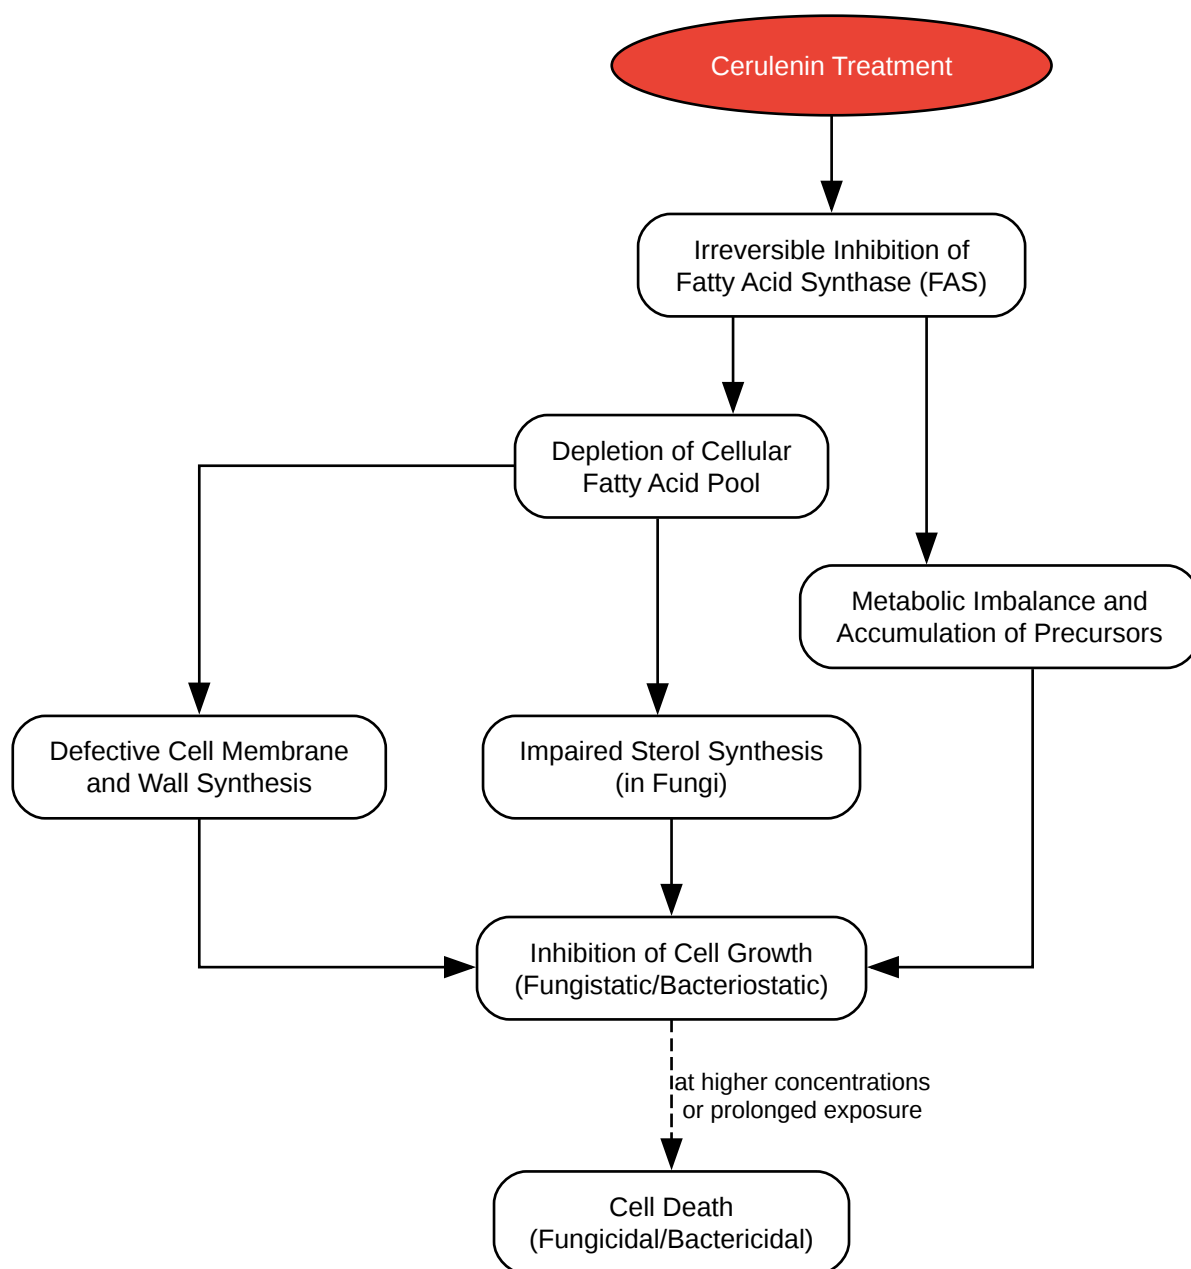 Cerulenin Treatment
Irreversible Inhibition of
Fatty Acid Synthase (FAS)
Depletion of Cellular
Fatty Acid Pool
Metabolic Imbalance and
Accumulation of Precursors
Defective Cell Membrane
and Wall Synthesis
Impaired Sterol Synthesis
(in Fungi)
Inhibition of Cell Growth
(Fungistatic/Bacteriostatic)
at higher concentrations
or prolonged exposure
Cell Death
(Fungicidal/Bactericidal)